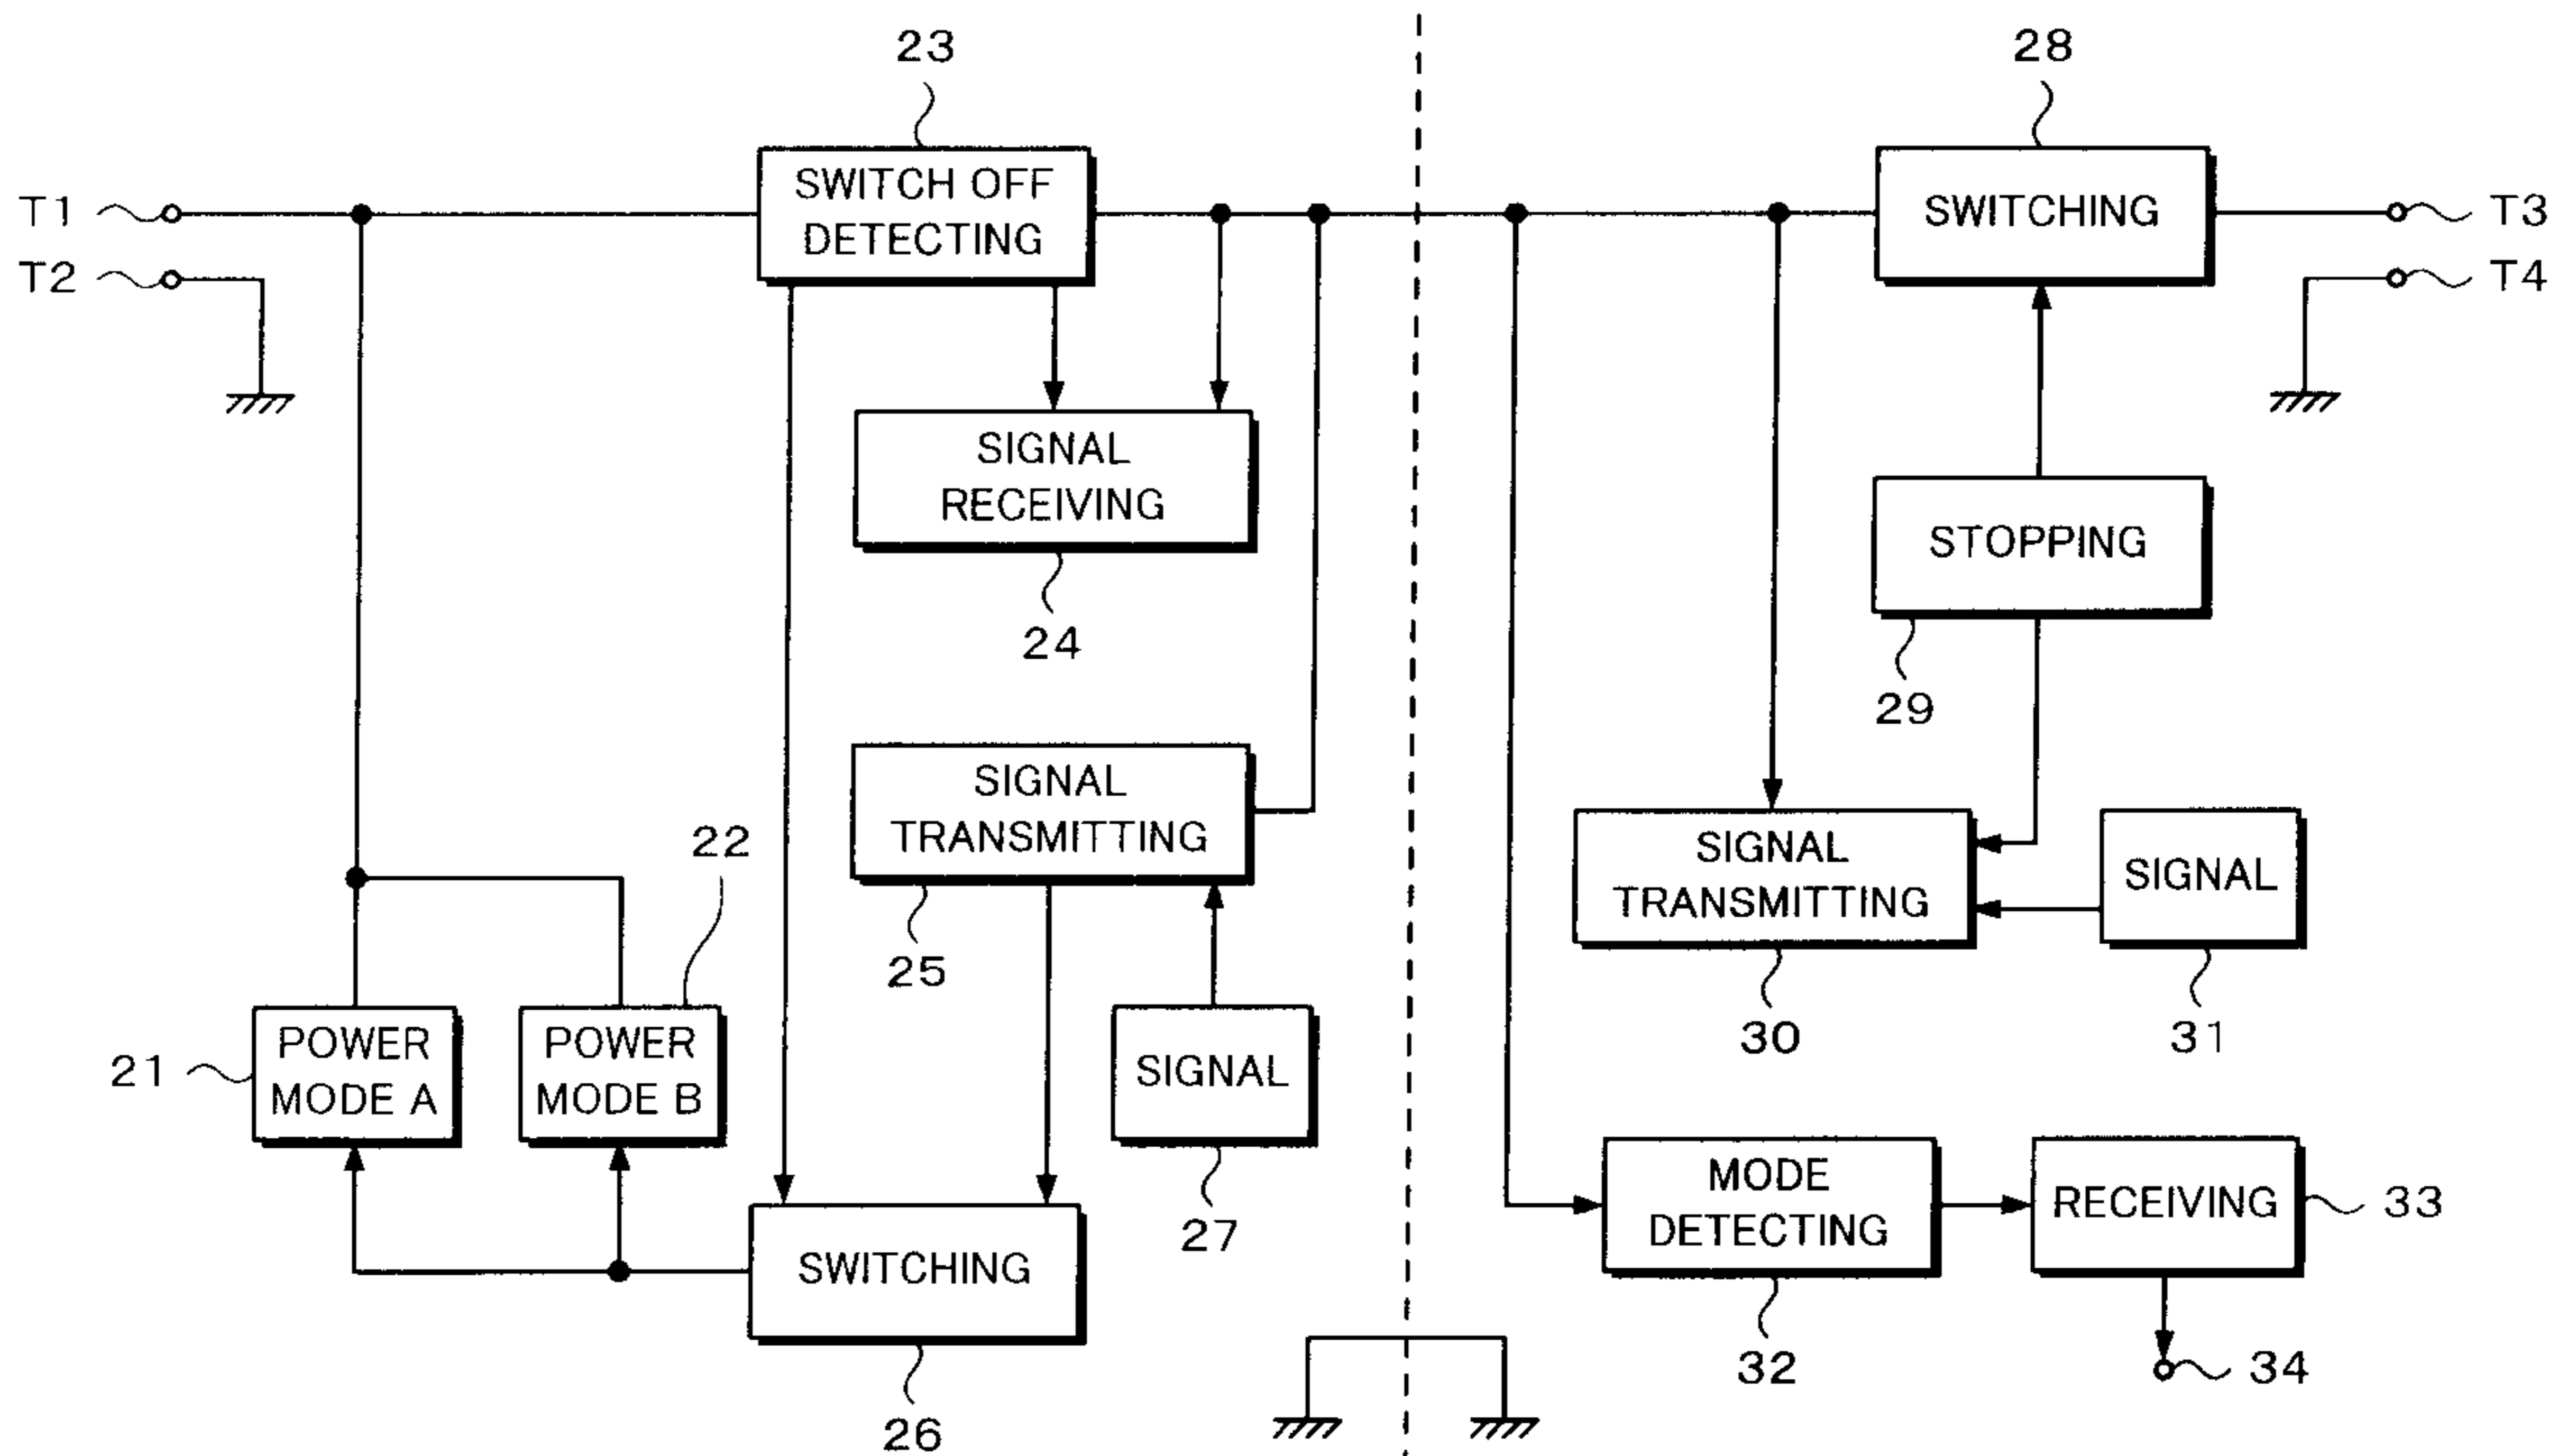 23
28
SWITCH OFF
DETECTING
SWITCHING
T1
T3
T2
T4
SIGNAL
RECEIVING
24
STOPPING
29
SIGNAL
TRANSMITTING
25
22
SIGNAL
TRANSMITTING
30
SIGNAL
31
21
POWER
MODE A
POWER
MODE B
SIGNAL
27
MODE
DETECTING
32
RECEIVING
33
SWITCHING
26
34